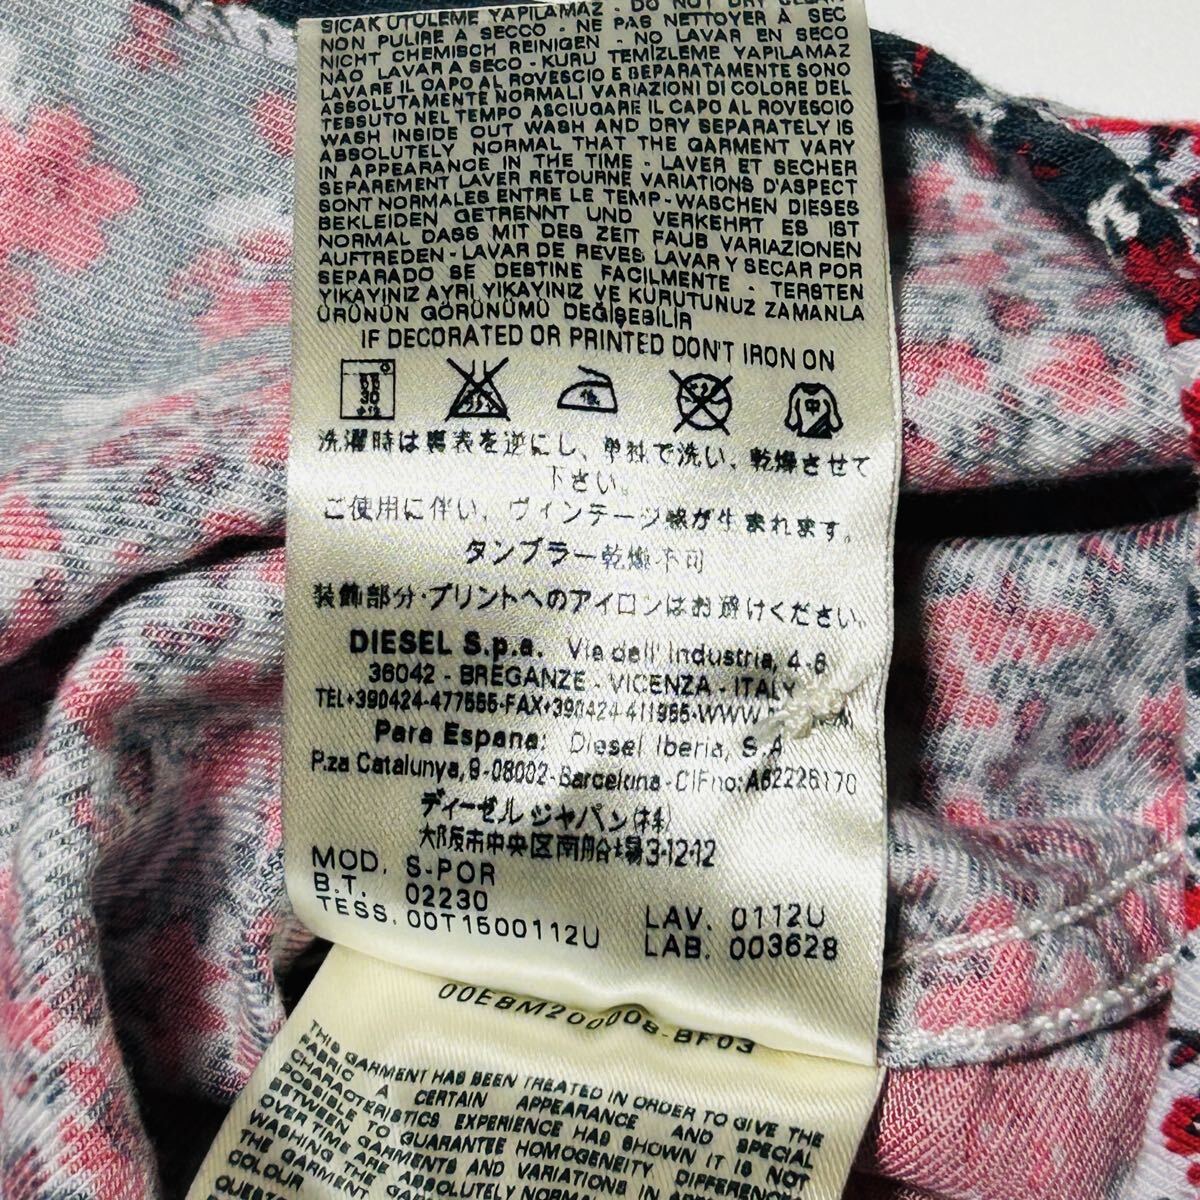 SICAK ÜTÜLEME YAPILAMAZ - DO NOT DRY CLEAN
NON PULIRE A SECCO - NE PAS NETTOYER A SEC
NICHT CHEMISCH REINIGEN - NO LAVAR EN SECO
NÃO LAVAR A SECO - KURU TEMIZLEME YAPILAMAZ
LAVARE IL CAPO AL ROVESCIO E SEPARATAMENTE SONO
ASSOLUTAMENTE NORMALI VARIAZIONI DI COLORE DEL
TESSUTO NEL TEMPO ASCIUGARE IL CAPO AL ROVESCIO
WASH INSIDE OUT WASH AND DRY SEPARATELY IS
ABSOLUTELY NORMAL THAT THE GARMENT VARY
IN APPEARANCE IN THE TIME - LAVER ET SECHER
SEPAREMENT LAVER RETOURNE VARIATIONS D'ASPECT
SONT NORMALES ENTRE LE TEMP - WASCHEN DIESES
BEKLEIDEN GETRENNT UND VERKEHRT ES IST
NORMAL DASS MIT DES ZEIT FAUB VARIAZIONEN
AUFTREDEN - LAVAR DE REVES LAVAR Y SECAR POR
SEPARADO SE DESTINE FACILMENTE - TERSTEN
YIKAYINIZ AYRI YIKAYINIZ VE KURUTUNUZ ZAMANLA
ÜRÜNÜN GÖRÜNÜMÜ DEĞIŞEBİLİR
IF DECORATED OR PRINTED DON'T IRON ON
30
中性
中
洗濯時は裏表を逆にし、単独で洗い、乾燥させて
下さい。
ご使用に伴い、ヴィンテージ感が生まれます。
タンブラー乾燥不可
装飾部分・プリントへのアイロンはお避けください。
DIESEL S.p.a. Via dell'Industria, 4-6
36042 - BREGANZE - VICENZA - ITALY
TEL+390424-477555-FAX+390424-411955-WWW.
Para Espana: Diesel Iberia, S.A
P.za Catalunya, 9-08002-Barcelona-CIFno:A62226170
ディーゼル ジャパン(株)
大阪市中央区南船場3-12-12
MOD. S-POR
B.T. 02230
TESS. 00T1500112U
LAV. 0112U
LAB. 003628
00EBM200008-BF03
THIS GARMENT HAS BEEN TREATED IN ORDER TO GIVE THE
FABRIC A CERTAIN APPEARANCE AND SPECIAL
CHARACTERISTICS EXPERIENCE HAS SHOWN IT IS NOT
POSSIBLE TO GUARANTEE HOMOGENEITY DIFFERENCES
BETWEEN GARMENTS AND VARIATIONS IN
OVER TIME ARE ABSOLUTELY NORMAL
WASHING THE GARMENT
THE GARMENT
COLOUR